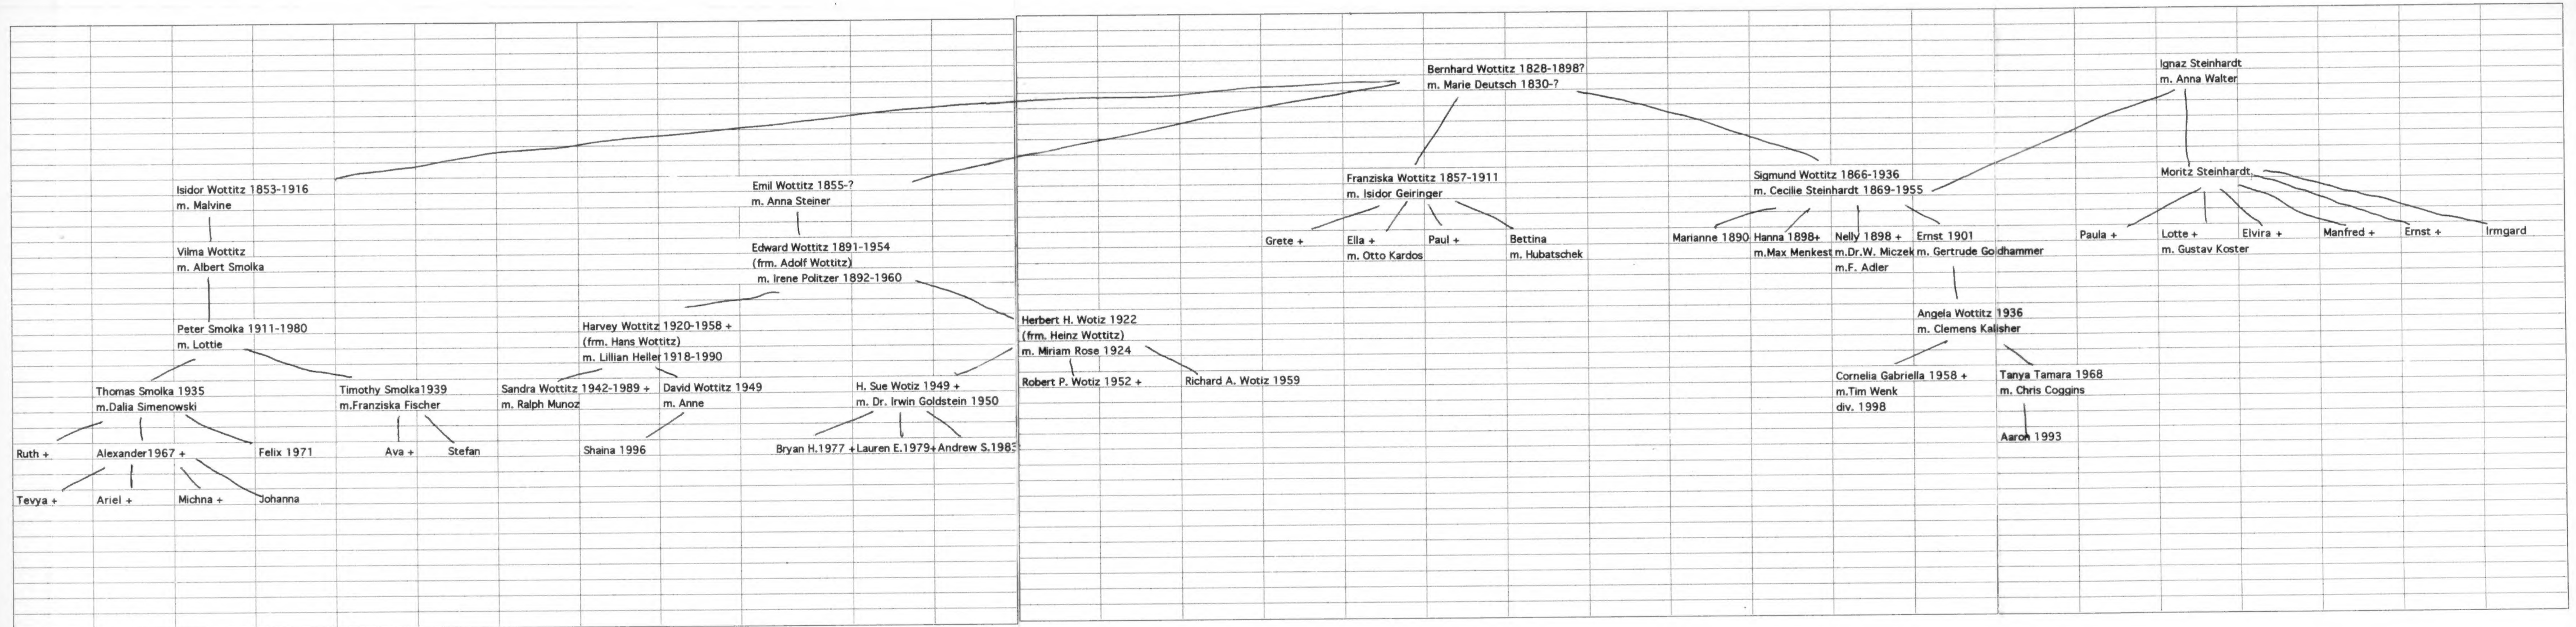 Bernhard Wottitz 1828-1898?
m. Marie Deutsch 1830-?
Ignaz Steinhardt
m. Anna Walter
Isidor Wottitz 1853-1916
m. Malvine
Emil Wottitz 1855-?
m. Anna Steiner
Franziska Wottitz 1857-1911
m. Isidor Geiringer
Sigmund Wottitz 1866-1936
m. Cecilie Steinhardt 1869-1955
Moritz Steinhardt
Vilma Wottitz
m. Albert Smolka
Edward Wottitz 1891-1954
(frm. Adolf Wottitz)
m. Irene Politzer 1892-1960
Grete +
Ella +
m. Otto Kardos
Paul +
Bettina
m. Hubatschek
Marianne 1890
Hanna 1898+
m.Max Menkest
Nelly 1898 +
m.Dr.W. Miczek
m.F. Adler
Ernst 1901
m. Gertrude Goldhammer
Paula +
Lotte +
m. Gustav Koster
Elvira +
Manfred +
Ernst +
Irmgard
Peter Smolka 1911-1980
m. Lottie
Harvey Wottitz 1920-1958 +
(frm. Hans Wottitz)
m. Lillian Heller 1918-1990
Herbert H. Wotiz 1922
(frm. Heinz Wottitz)
m. Miriam Rose 1924
Angela Wottitz 1936
m. Clemens Kalisher
Thomas Smolka 1935
m.Dalia Simenowski
Timothy Smolka1939
m.Franziska Fischer
Sandra Wottitz 1942-1989 +
m. Ralph Munoz
David Wottitz 1949
m. Anne
H. Sue Wotiz 1949 +
m. Dr. Irwin Goldstein 1950
Robert P. Wotiz 1952 +
Richard A. Wotiz 1959
Cornelia Gabriella 1958 +
m.Tim Wenk
div. 1998
Tanya Tamara 1968
m. Chris Coggins
Ruth +
Alexander1967 +
Felix 1971
Ava +
Stefan
Shaina 1996
Bryan H.1977 +
Lauren E.1979+
Andrew S.1983
Aaron 1993
Tevya +
Ariel +
Michna +
Johanna